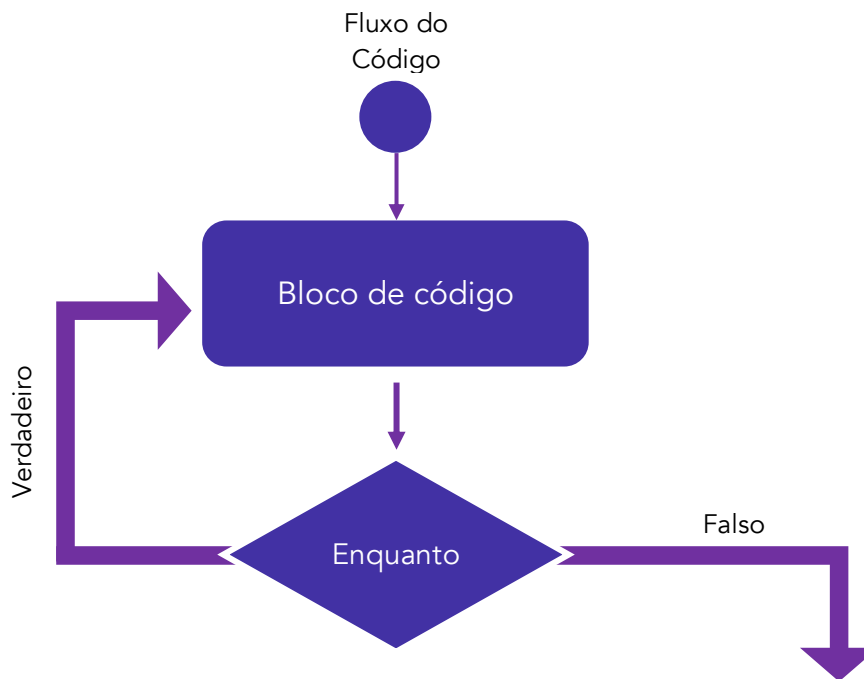 Fluxo do
Código
Bloco de código
Verdadeiro
Enquanto
Falso